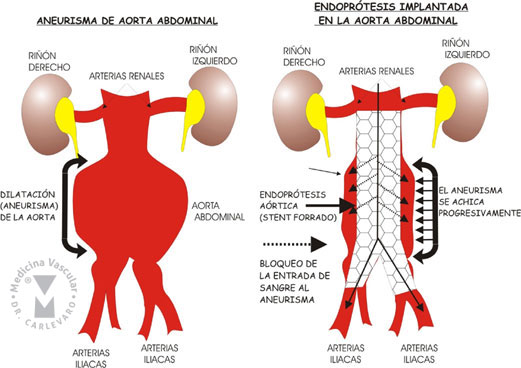 ANEURISMA DE AORTA ABDOMINAL
RIÑÓN
DERECHO
ARTERIAS RENALES
RIÑÓN
IZQUIERDO
DILATACIÓN
(ANEURISMA)
DE LA AORTA
AORTA
ABDOMINAL
Medicina Vascular
DR. CARLEVARO
ARTERIAS
ILIACAS
ARTERIAS
ILIACAS
ENDOPRÓTESIS IMPLANTADA
EN LA AORTA ABDOMINAL
RIÑÓN
DERECHO
ARTERIAS RENALES
RIÑÓN
IZQUIERDO
ENDOPRÓTESIS
AÓRTICA
(STENT FORRADO)
EL ANEURISMA
SE ACHICA
PROGRESIVAMENTE
BLOQUEO DE
LA ENTRADA DE
SANGRE AL
ANEURISMA
ARTERIAS
ILIACAS
ARTERIAS
ILIACAS